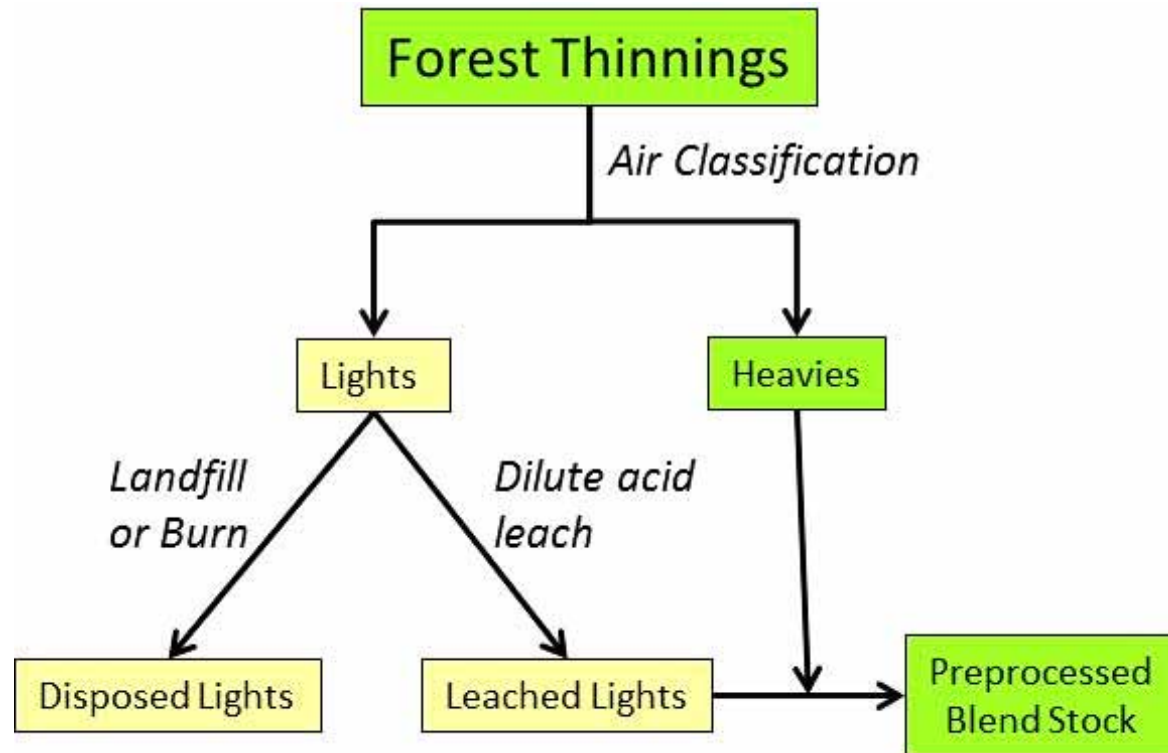 Forest Thinnings
Air Classification
Lights
Heavies
Landfill
or Burn
Dilute acid
leach
Disposed Lights
Leached Lights
Preprocessed
Blend Stock